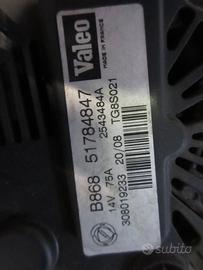 Valeo
MADE IN FRANCE
2543484A TG8S021
B868 51784847
14V 75A 20/08
308019233
subito